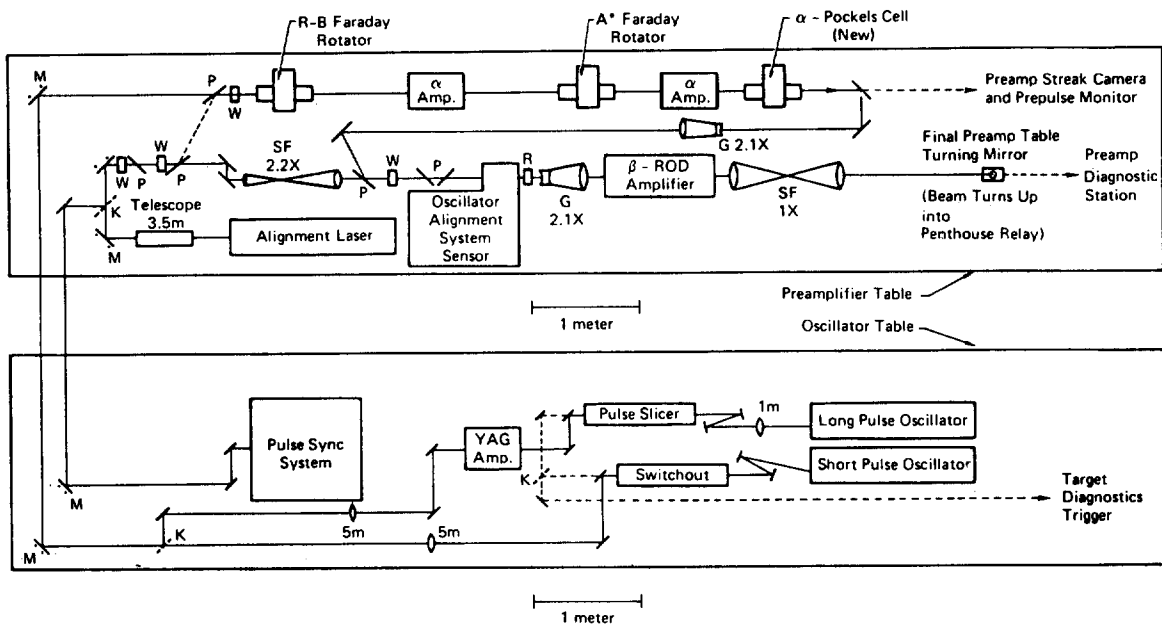 R-B Faraday
Rotator
A° Faraday
Rotator
α - Pockels Cell
(New)
M
P
W
α
Amp.
α
Amp.
Preamp Streak Camera
and Prepulse Monitor
G 2.1X
W
W
P
P
SF
2.2X
P
W
P
P
R
G
2.1X
β - ROD
Amplifier
SF
1X
Final Preamp Table
Turning Mirror
(Beam Turns Up
into
Penthouse Relay)
Preamp
Diagnostic
Station
K
Telescope
3.5m
M
Alignment Laser
Oscillator
Alignment
System
Sensor
Preamplifier Table
1 meter
Oscillator Table
Pulse Sync
System
YAG
Amp.
Pulse Slicer
1m
Long Pulse Oscillator
Switchout
Short Pulse Oscillator
K
Target
Diagnostics
Trigger
M
M
K
5m
5m
1 meter